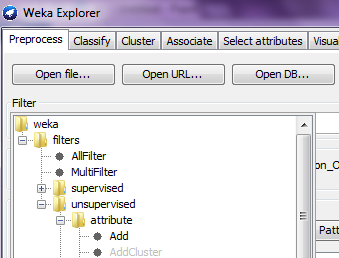 Weka Explorer
Preprocess Classify Cluster Associate Select attributes Visua
Open file... Open URL... Open DB...
Filter
weka
filters
AllFilter
MultiFilter
on_O
supervised
unsupervised
attribute
Add
Patt
AddCluster